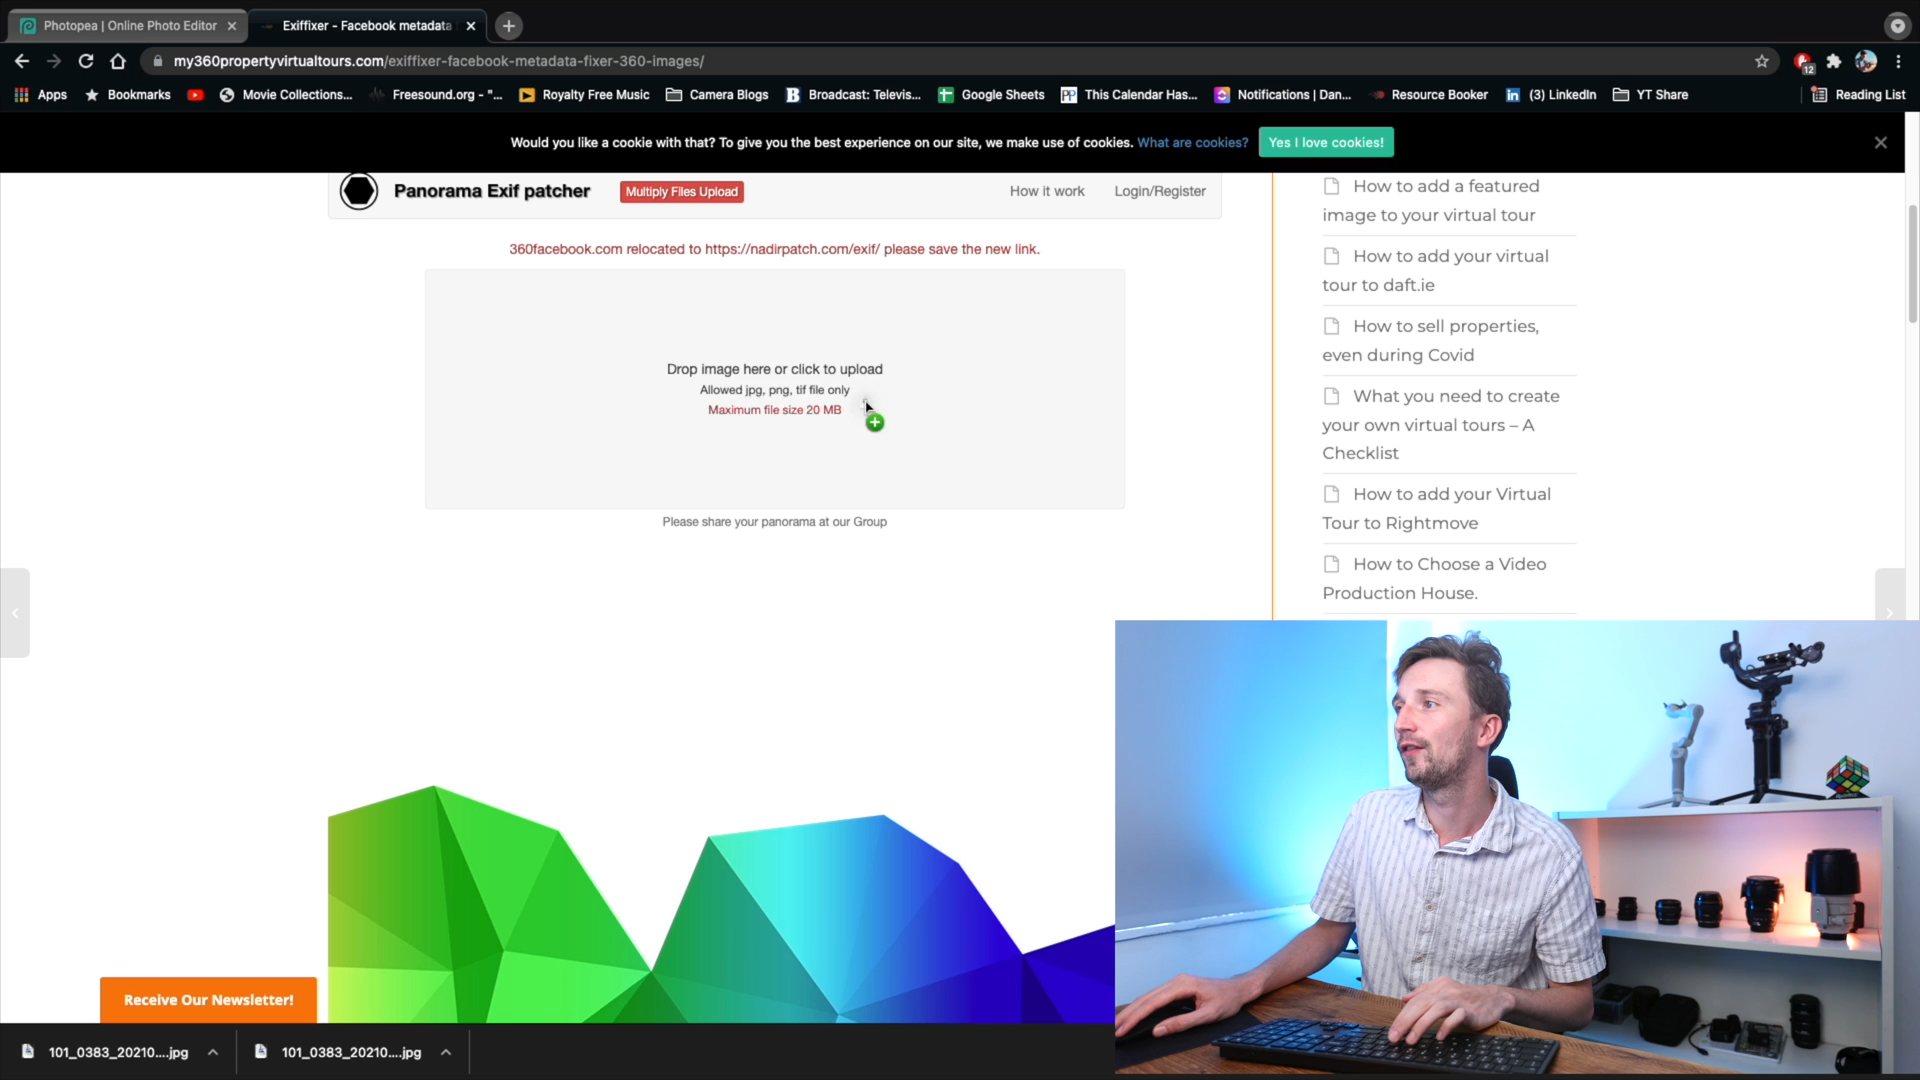 Photopea | Online Photo Editor
Exiffixer - Facebook metadata
my360propertyvirtualtours.com/exiffixer-facebook-metadata-fixer-360-images/
12
Apps
Bookmarks
Movie Collections...
Freesound.org - "...
Royalty Free Music
Camera Blogs
Broadcast: Televis...
Google Sheets
This Calendar Has...
Notifications | Dan...
Resource Booker
(3) LinkedIn
YT Share
Reading List
Would you like a cookie with that? To give you the best experience on our site, we make use of cookies. What are cookies?
Yes I love cookies!
Panorama Exif patcher
Multiply Files Upload
How it work
Login/Register
360facebook.com relocated to https://nadirpatch.com/exif/ please save the new link.
Drop image here or click to upload
Allowed jpg, png, tif file only
Maximum file size 20 MB
Please share your panorama at our Group
How to add a featured
image to your virtual tour
How to add your virtual
tour to daft.ie
How to sell properties,
even during Covid
What you need to create
your own virtual tours – A
Checklist
How to add your Virtual
Tour to Rightmove
How to Choose a Video
Production House.
Receive Our Newsletter!
101_0383_20210....jpg
101_0383_20210....jpg